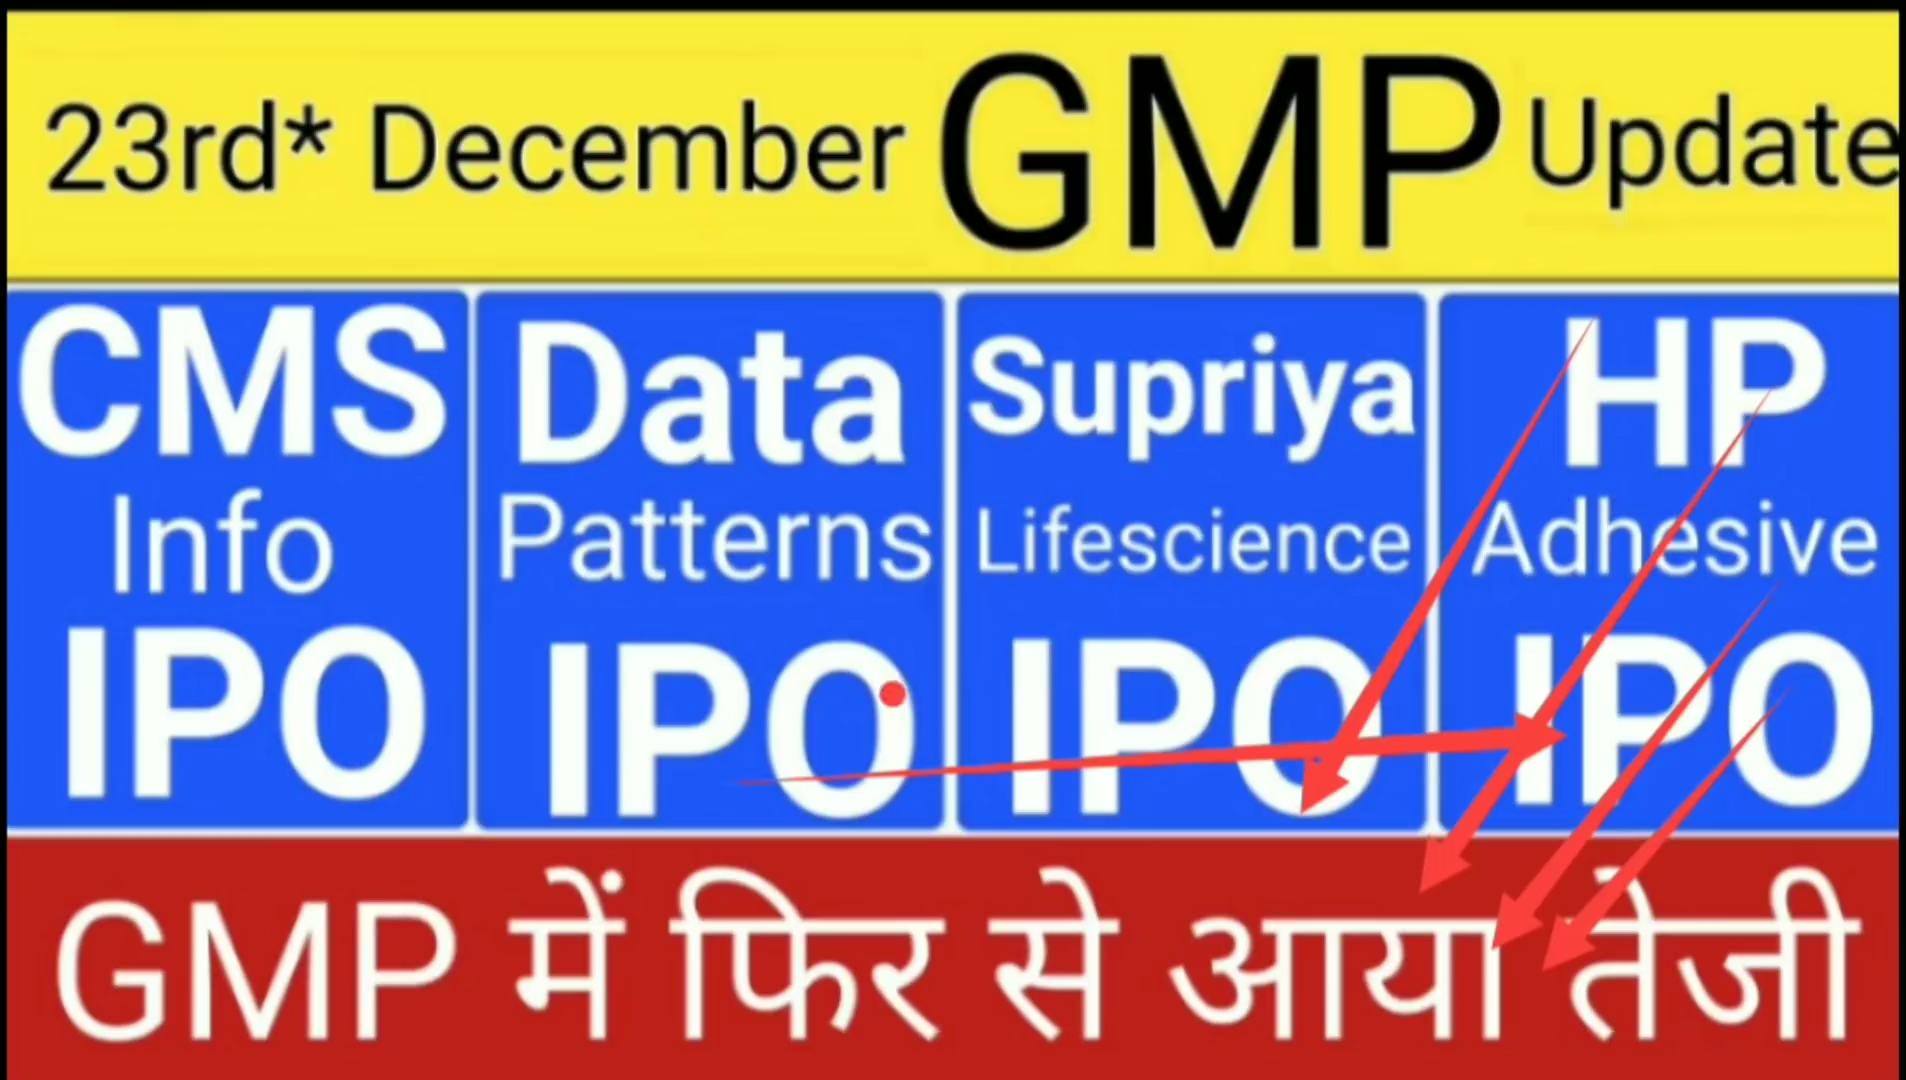 23rd* December GMP Update
CMS
Info
IPO
Data
Patterns
IPO
Supriya
Lifescience
IPO
HP
Adhesive
IPO
GMP में फिर से आया तेजी